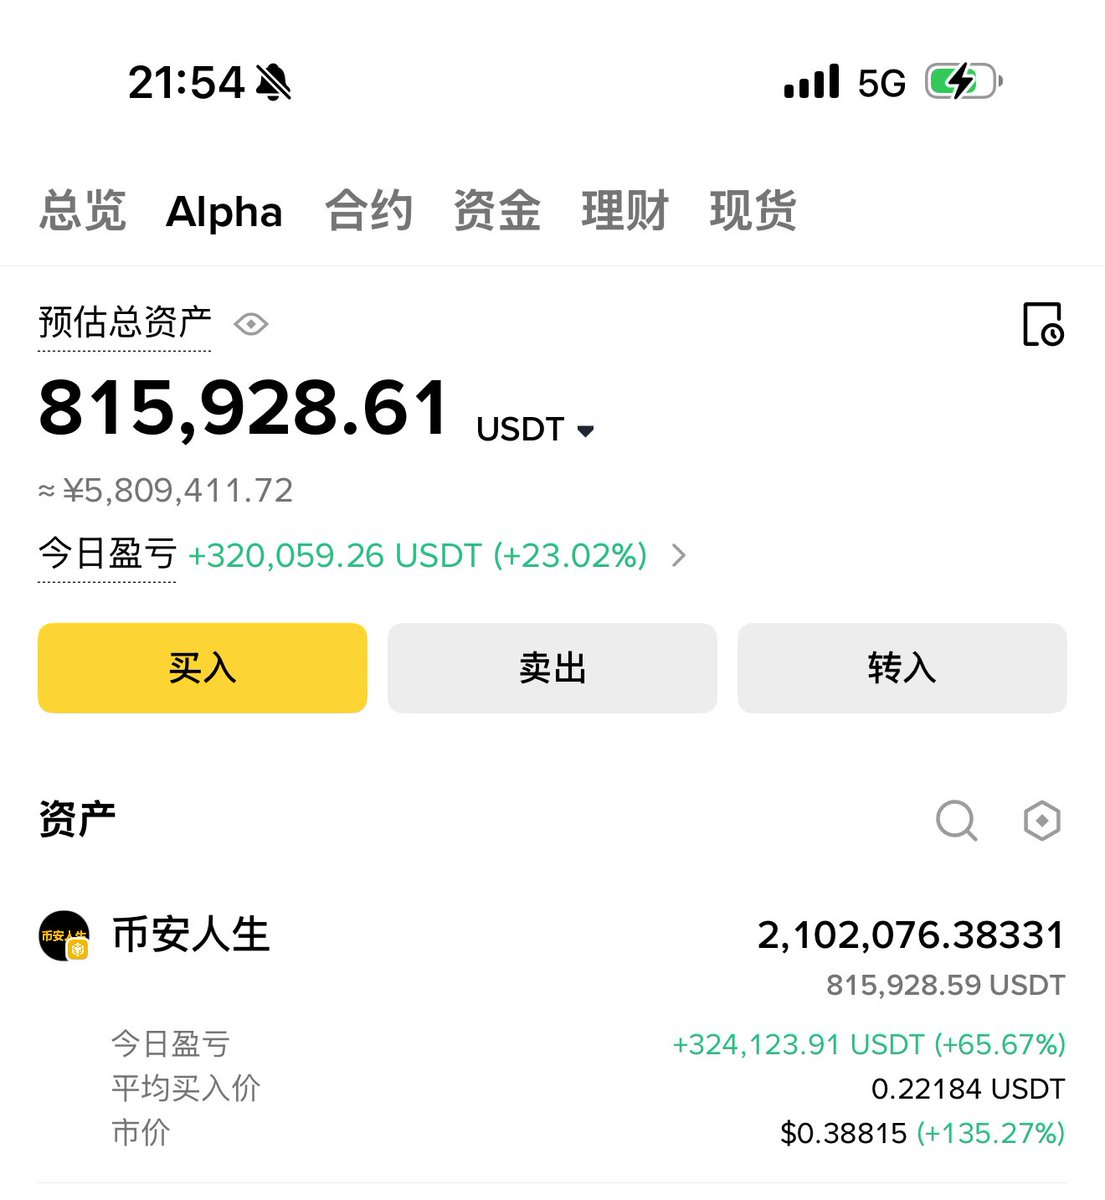 21:54 5G
总览 Alpha 合约 资金 理财 现货
预估总资产
815,928.61 USDT
≈ ¥5,809,411.72
今日盈亏 +320,059.26 USDT (+23.02%)
买入 卖出 转入
资产
币安人生 币安人生 2,102,076.38331
815,928.59 USDT
今日盈亏 +324,123.91 USDT (+65.67%)
平均买入价 0.22184 USDT
市价 $0.38815 (+135.27%)